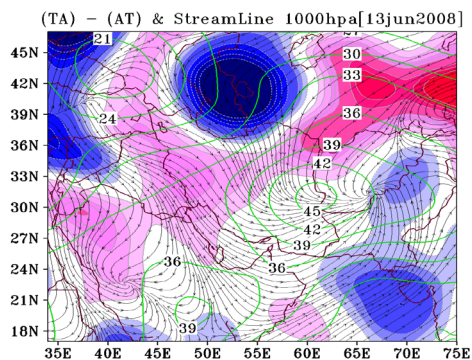 (TA) - (AT) & StreamLine 1000hpa[13jun2008]
45N
42N
39N
36N
33N
30N
27N
24N
21N
18N
21
24
30
33
36
39
42
45
42
39
36
36
39
35E
40E
45E
50E
55E
60E
65E
70E
75E